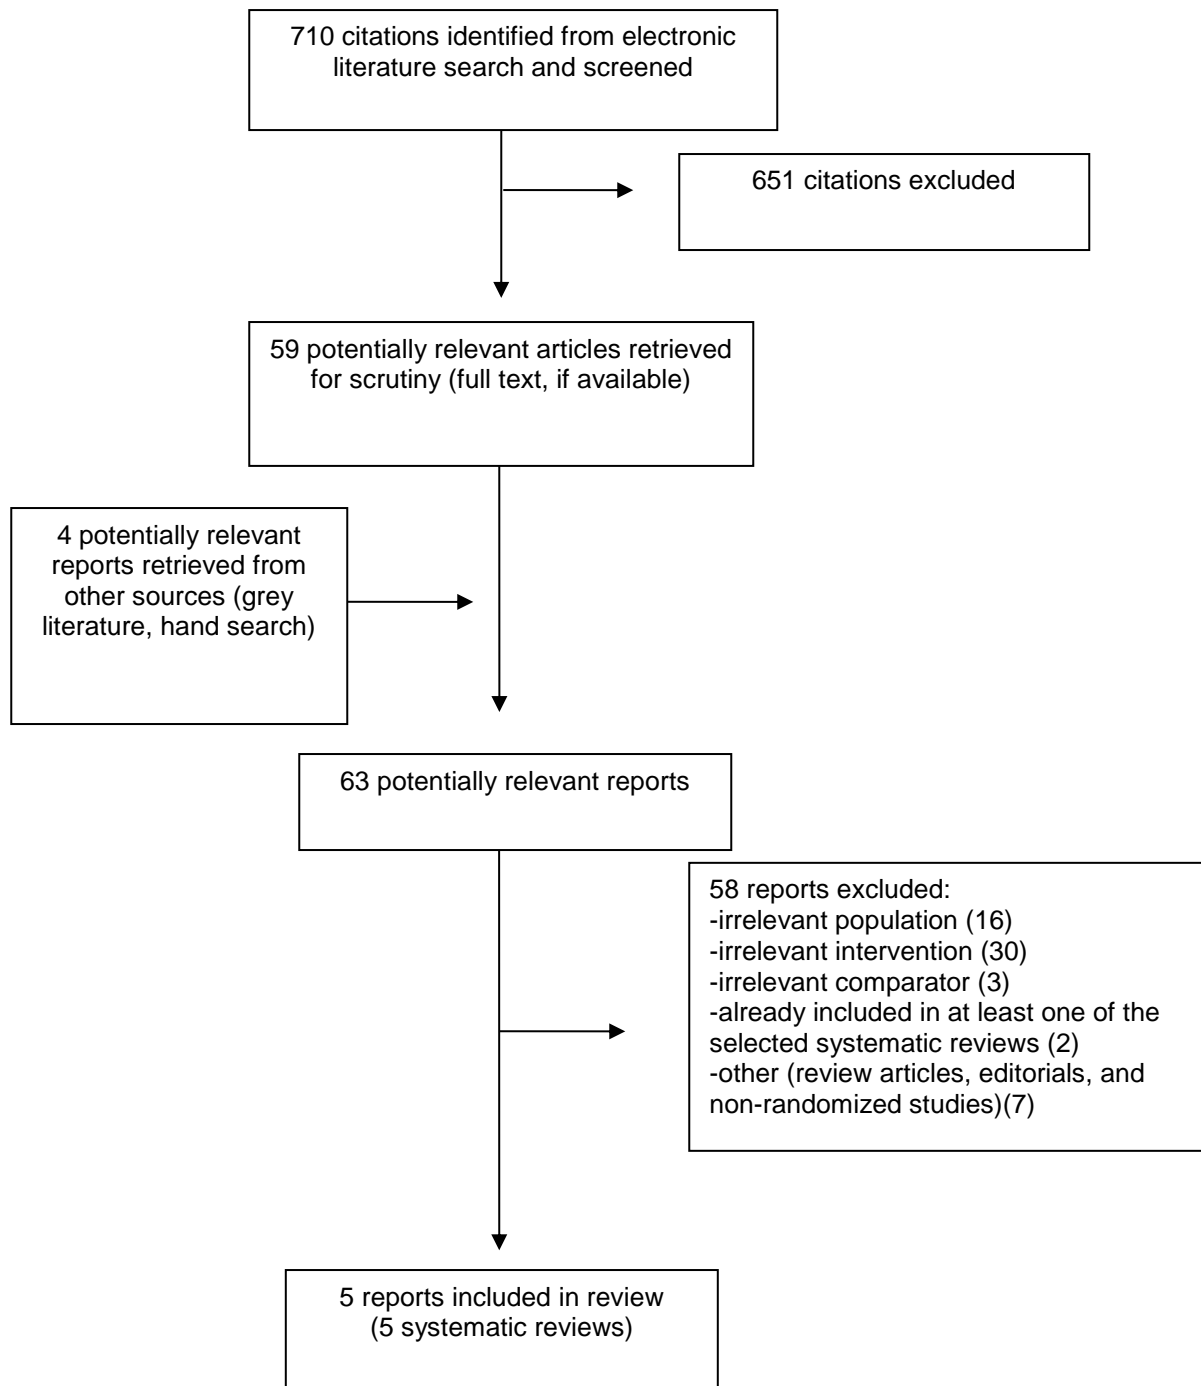 710 citations identified from electronic
literature search and screened
651 citations excluded
59 potentially relevant articles retrieved
for scrutiny (full text, if available)
4 potentially relevant
reports retrieved from
other sources (grey
literature, hand search)
63 potentially relevant reports
58 reports excluded:
-irrelevant population (16)
-irrelevant intervention (30)
-irrelevant comparator (3)
-already included in at least one of the
selected systematic reviews (2)
-other (review articles, editorials, and
non-randomized studies)(7)
5 reports included in review
(5 systematic reviews)